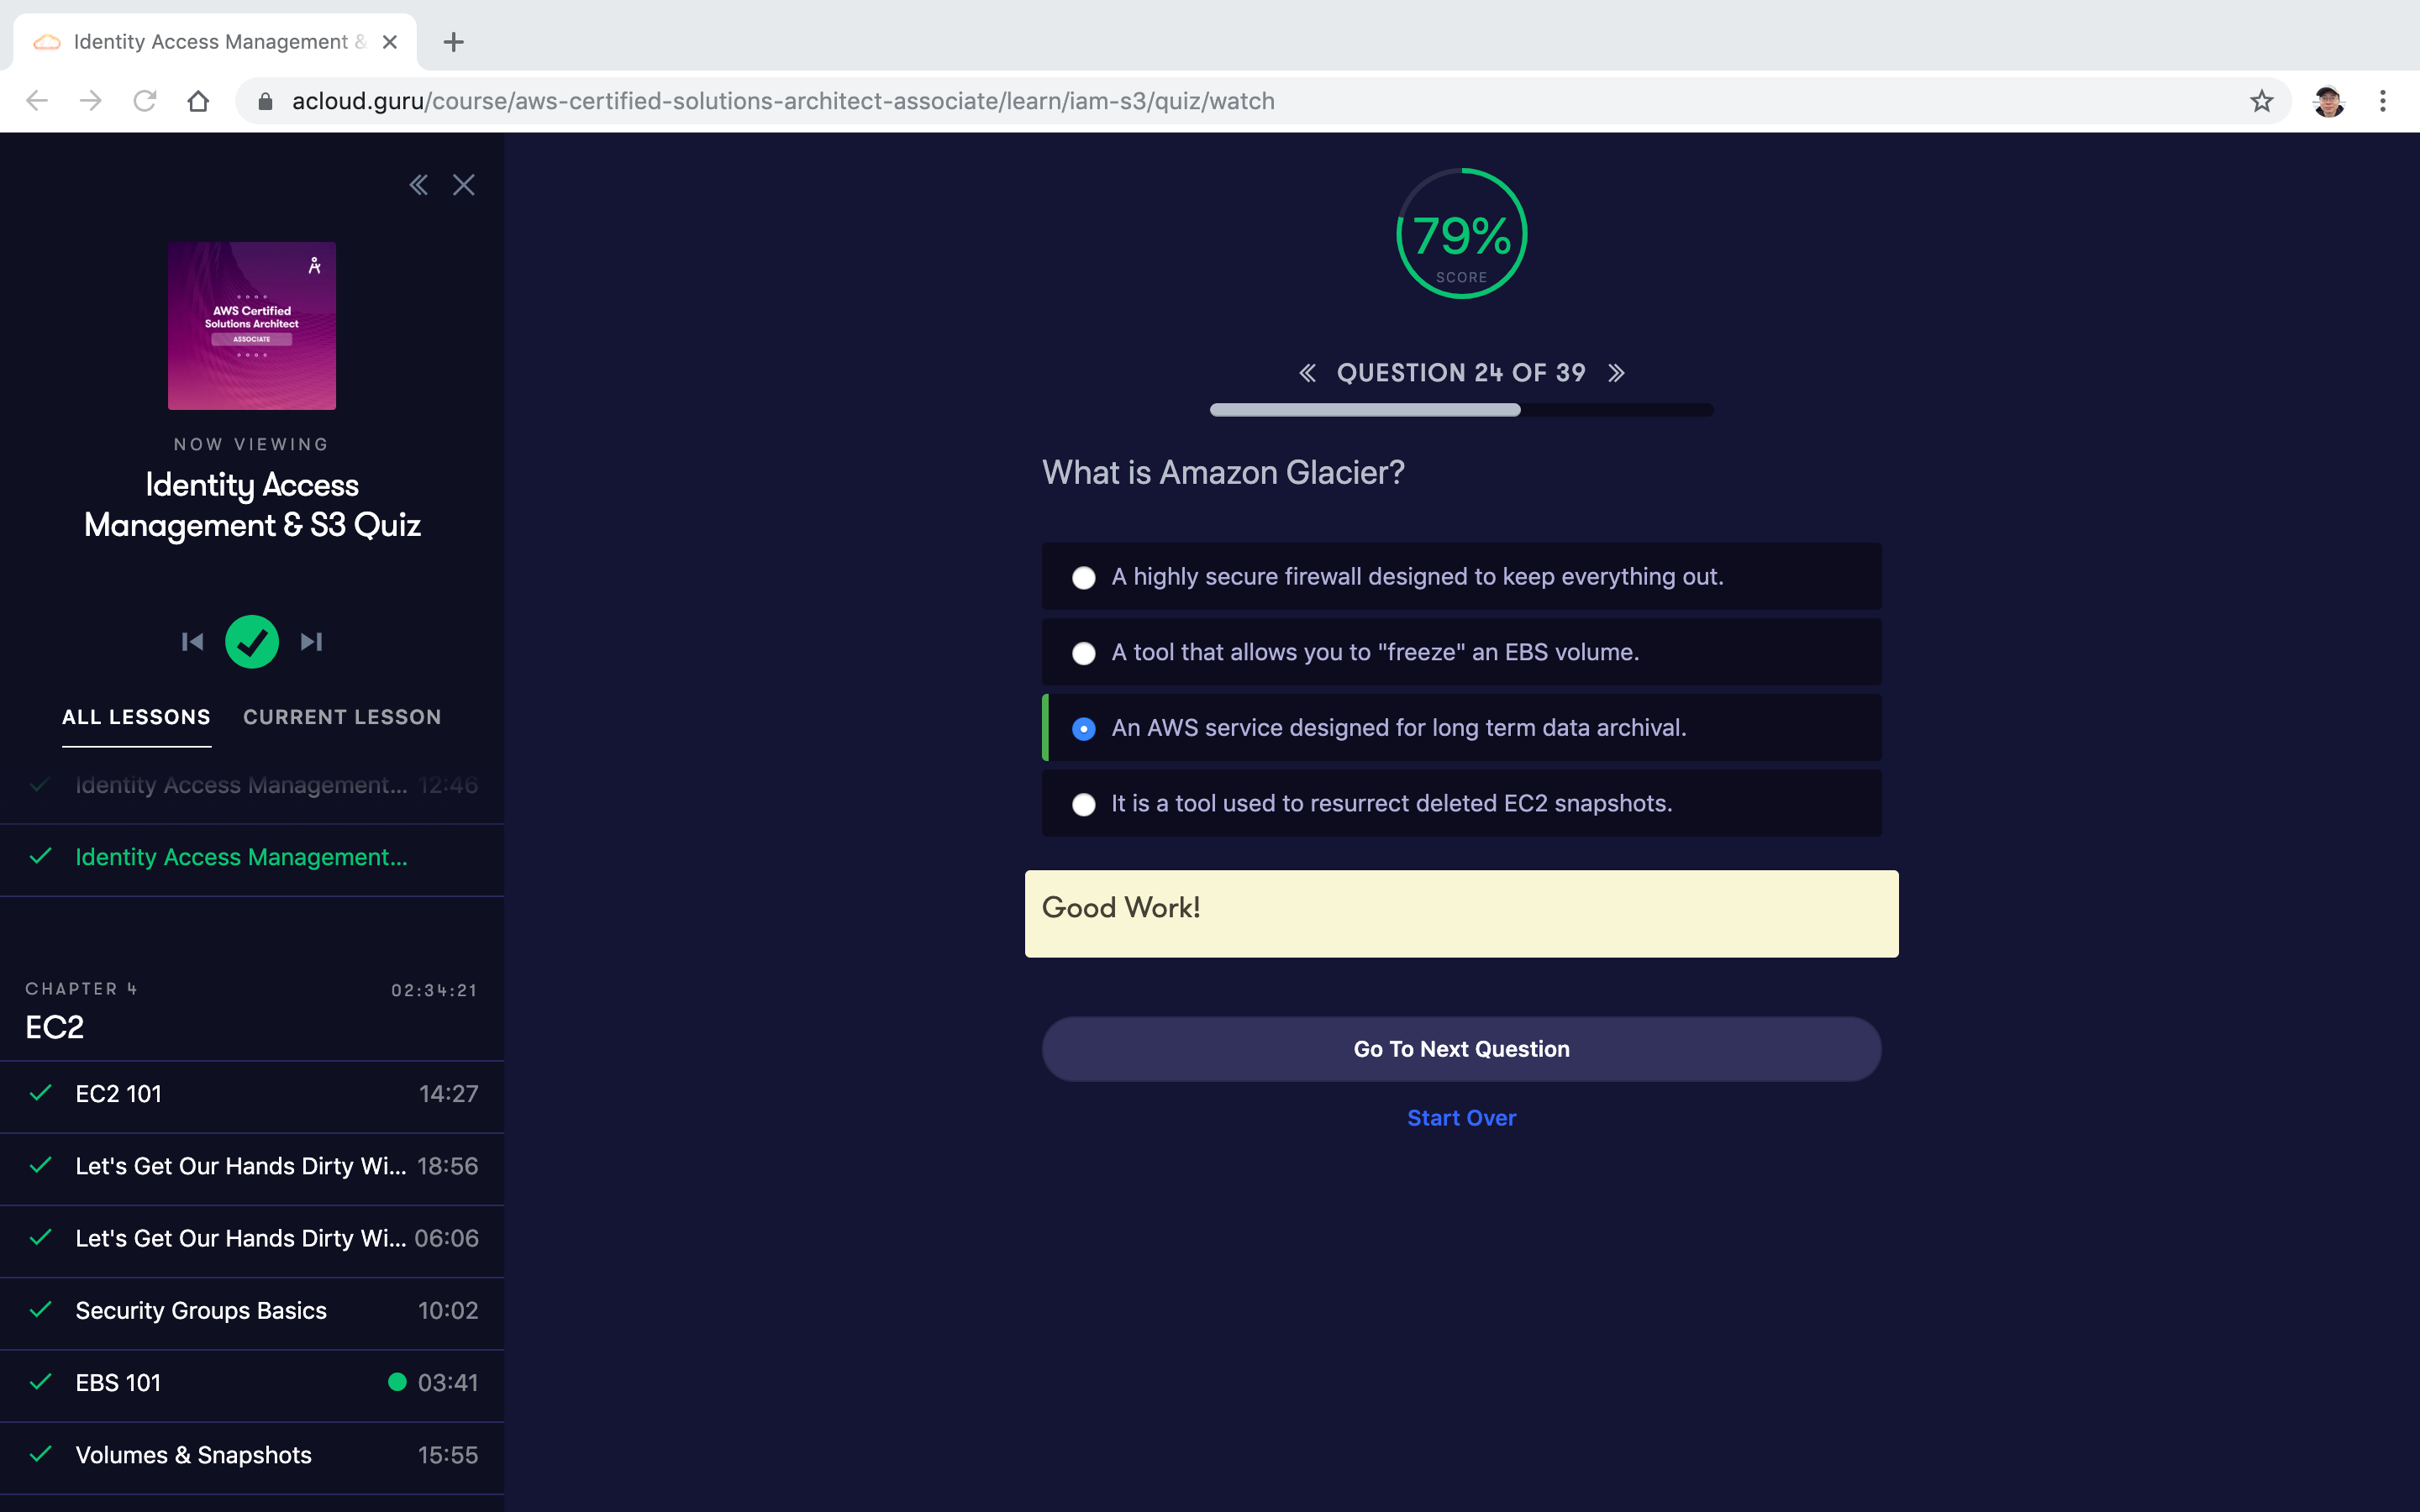 Identity Access Management &
acloud.guru/course/aws-certified-solutions-architect-associate/learn/iam-s3/quiz/watch
AWS Certified
Solutions Architect
ASSOCIATE
NOW VIEWING
Identity Access
Management & S3 Quiz
ALL LESSONS
CURRENT LESSON
Identity Access Management... 12:46
Identity Access Management...
CHAPTER 4 02:34:21
EC2
EC2 101 14:27
Let's Get Our Hands Dirty Wi... 18:56
Let's Get Our Hands Dirty Wi... 06:06
Security Groups Basics 10:02
EBS 101 03:41
Volumes & Snapshots 15:55
79%
SCORE
QUESTION 24 OF 39
What is Amazon Glacier?
A highly secure firewall designed to keep everything out.
A tool that allows you to "freeze" an EBS volume.
An AWS service designed for long term data archival.
It is a tool used to resurrect deleted EC2 snapshots.
Good Work!
Go To Next Question
Start Over